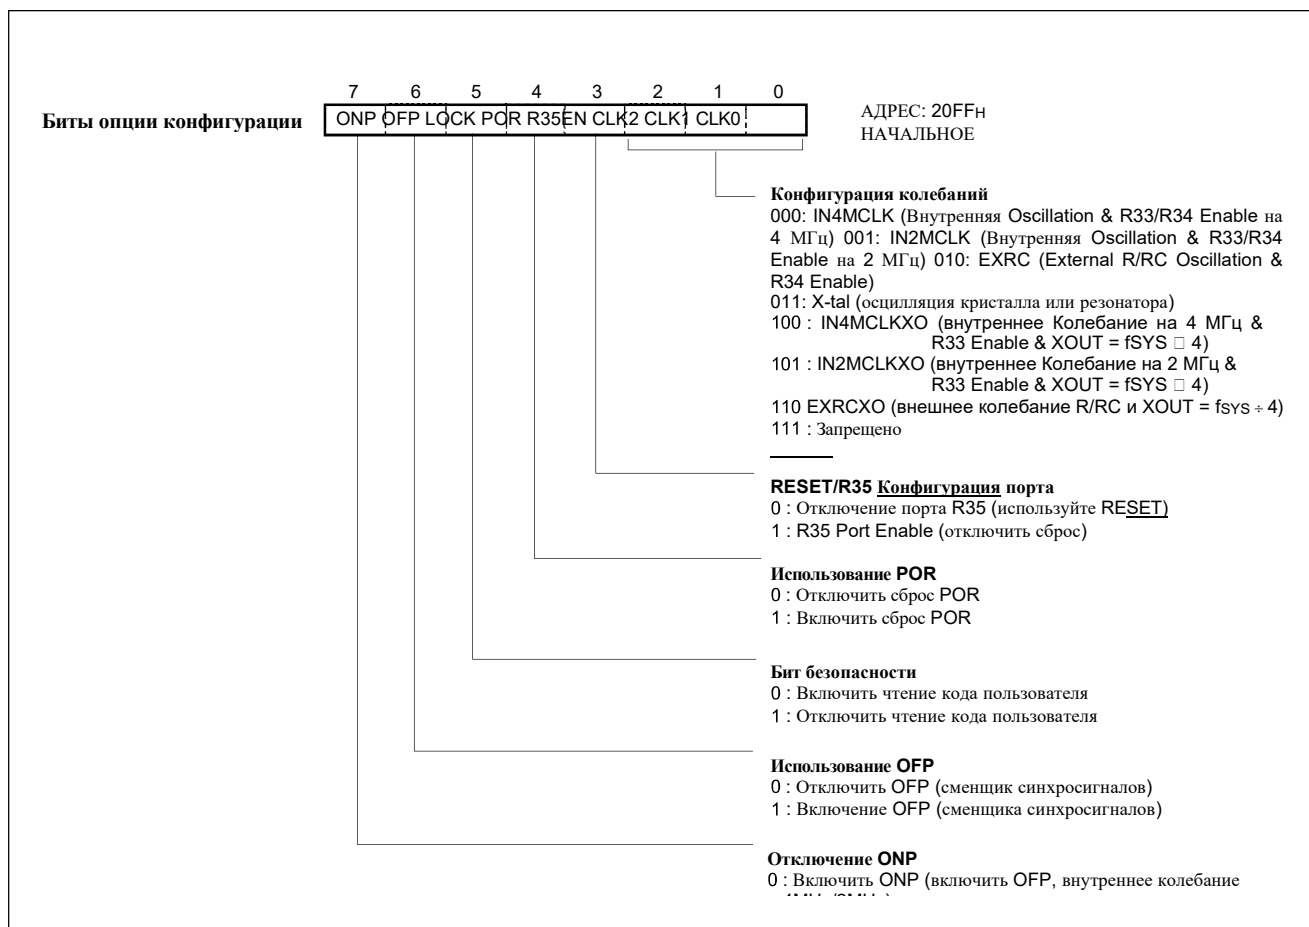 7 6 5 4 3 2 1 0
Биты опции конфигурации
ONP OFP LOCK POR R35EN CLK2 CLK1 CLK0
АДРЕС: 20FFH
НАЧАЛЬНОЕ
Конфигурация колебаний
000: IN4MCLK (Внутренняя Oscillation & R33/R34 Enable на
4 МГц) 001: IN2MCLK (Внутренняя Oscillation & R33/R34
Enable на 2 МГц) 010: EXRC (External R/RC Oscillation &
R34 Enable)
011: X-tal (осцилляция кристалла или резонатора)
100 : IN4MCLKXO (внутреннее Колебание на 4 МГц &
R33 Enable & XOUT = fSYS □ 4)
101 : IN2MCLKXO (внутреннее Колебание на 2 МГц &
R33 Enable & XOUT = fSYS □ 4)
110 EXRCXO (внешнее колебание R/RC и XOUT = fSYS ÷ 4)
111 : Запрещено
RESET/R35 Конфигурация порта
0 : Отключение порта R35 (используйте RESET)
1 : R35 Port Enable (отключить сброс)
Использование POR
0 : Отключить сброс POR
1 : Включить сброс POR
Бит безопасности
0 : Включить чтение кода пользователя
1 : Отключить чтение кода пользователя
Использование OFP
0 : Отключить OFP (сменщик синхросигналов)
1 : Включение OFP (сменщика синхросигналов)
Отключение ONP
0 : Включить ONP (включить OFP, внутреннее колебание